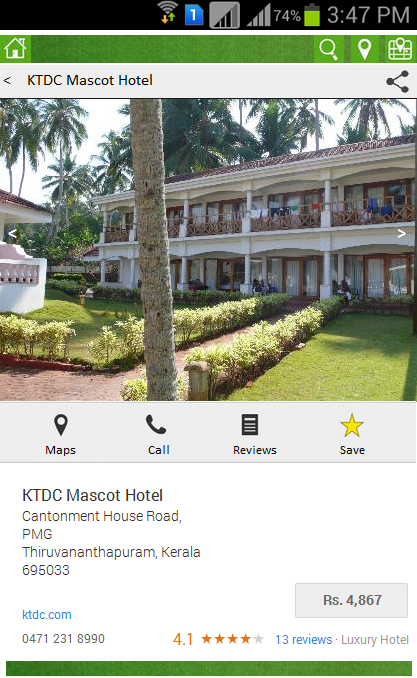 1
74%
3:47 PM
< KTDC Mascot Hotel
< >
Maps Call Reviews Save
KTDC Mascot Hotel
Cantonment House Road,
PMG
Thiruvananthapuram, Kerala
695033
Rs. 4,867
ktdc.com
0471 231 8990
4.1 ★★★★★ 13 reviews · Luxury Hotel